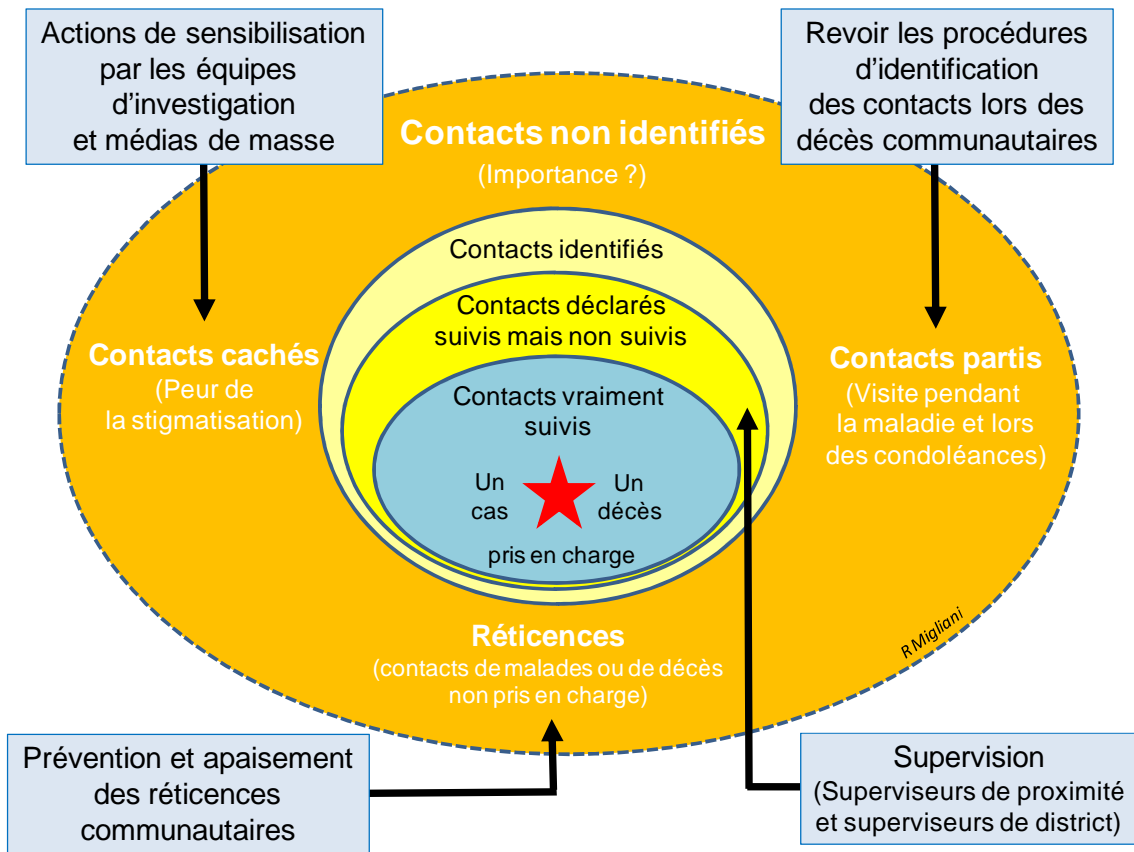 Actions de sensibilisation
par les équipes
d'investigation
et médias de masse
Revoir les procédures
d'identification
des contacts lors des
décès communautaires
Contacts non identifiés
(Importance ?)
Contacts identifiés
Contacts déclarés
suivis mais non suivis
Contacts cachés
(Peur de
la stigmatisation)
Contacts partis
(Visite pendant
la maladie et lors
des condoléances)
Contacts vraiment
suivis
Un
cas
Un
décès
pris en charge
Réticences
(contacts de malades ou de décès
non pris en charge)
R Migliani
Prévention et apaisement
des réticences
communautaires
Supervision
(Superviseurs de proximité
et superviseurs de district)